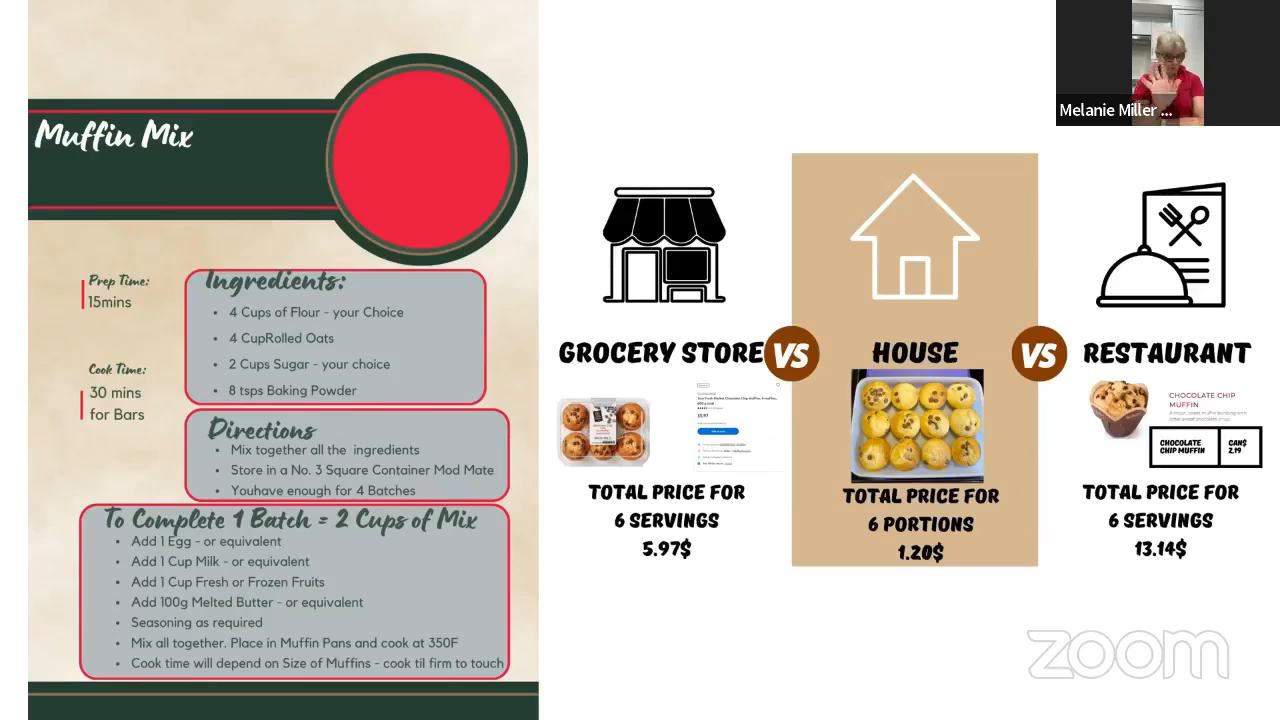 Muffin Mix
Prep Time:
15mins
Cook Time:
30 mins
for Bars
Ingredients:
• 4 Cups of Flour - your Choice
• 4 CupRolled Oats
• 2 Cups Sugar - your choice
• 8 tsps Baking Powder
Directions
• Mix together all the ingredients
• Store in a No. 3 Square Container Mod Mate
• Youhave enough for 4 Batches
To Complete 1 Batch = 2 Cups of Mix
• Add 1 Egg - or equivalent
• Add 1 Cup Milk - or equivalent
• Add 1 Cup Fresh or Frozen Fruits
• Add 100g Melted Butter - or equivalent
• Seasoning as required
• Mix all together. Place in Muffin Pans and cook at 350F
• Cook time will depend on Size of Muffins - cook til firm to touch
GROCERY STORE
VS
HOUSE
VS
RESTAURANT
$5.97
TOTAL PRICE FOR
6 SERVINGS
5.97$
TOTAL PRICE FOR
6 PORTIONS
1.20$
CHOCOLATE CHIP
MUFFIN
CHOCOLATE
CHIP MUFFIN
CAN$
2.19
TOTAL PRICE FOR
6 SERVINGS
13.14$
Melanie Miller ...
zoom